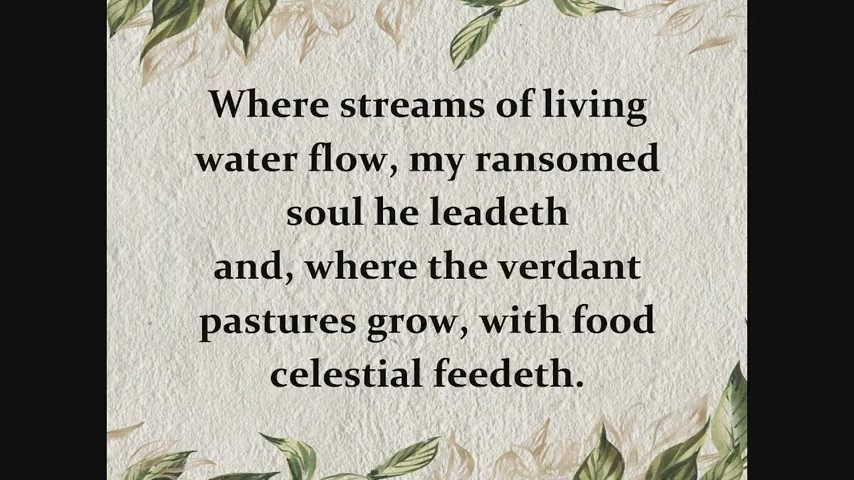 Where streams of living
water flow, my ransomed
soul he leadeth
and, where the verdant
pastures grow, with food
celestial feedeth.